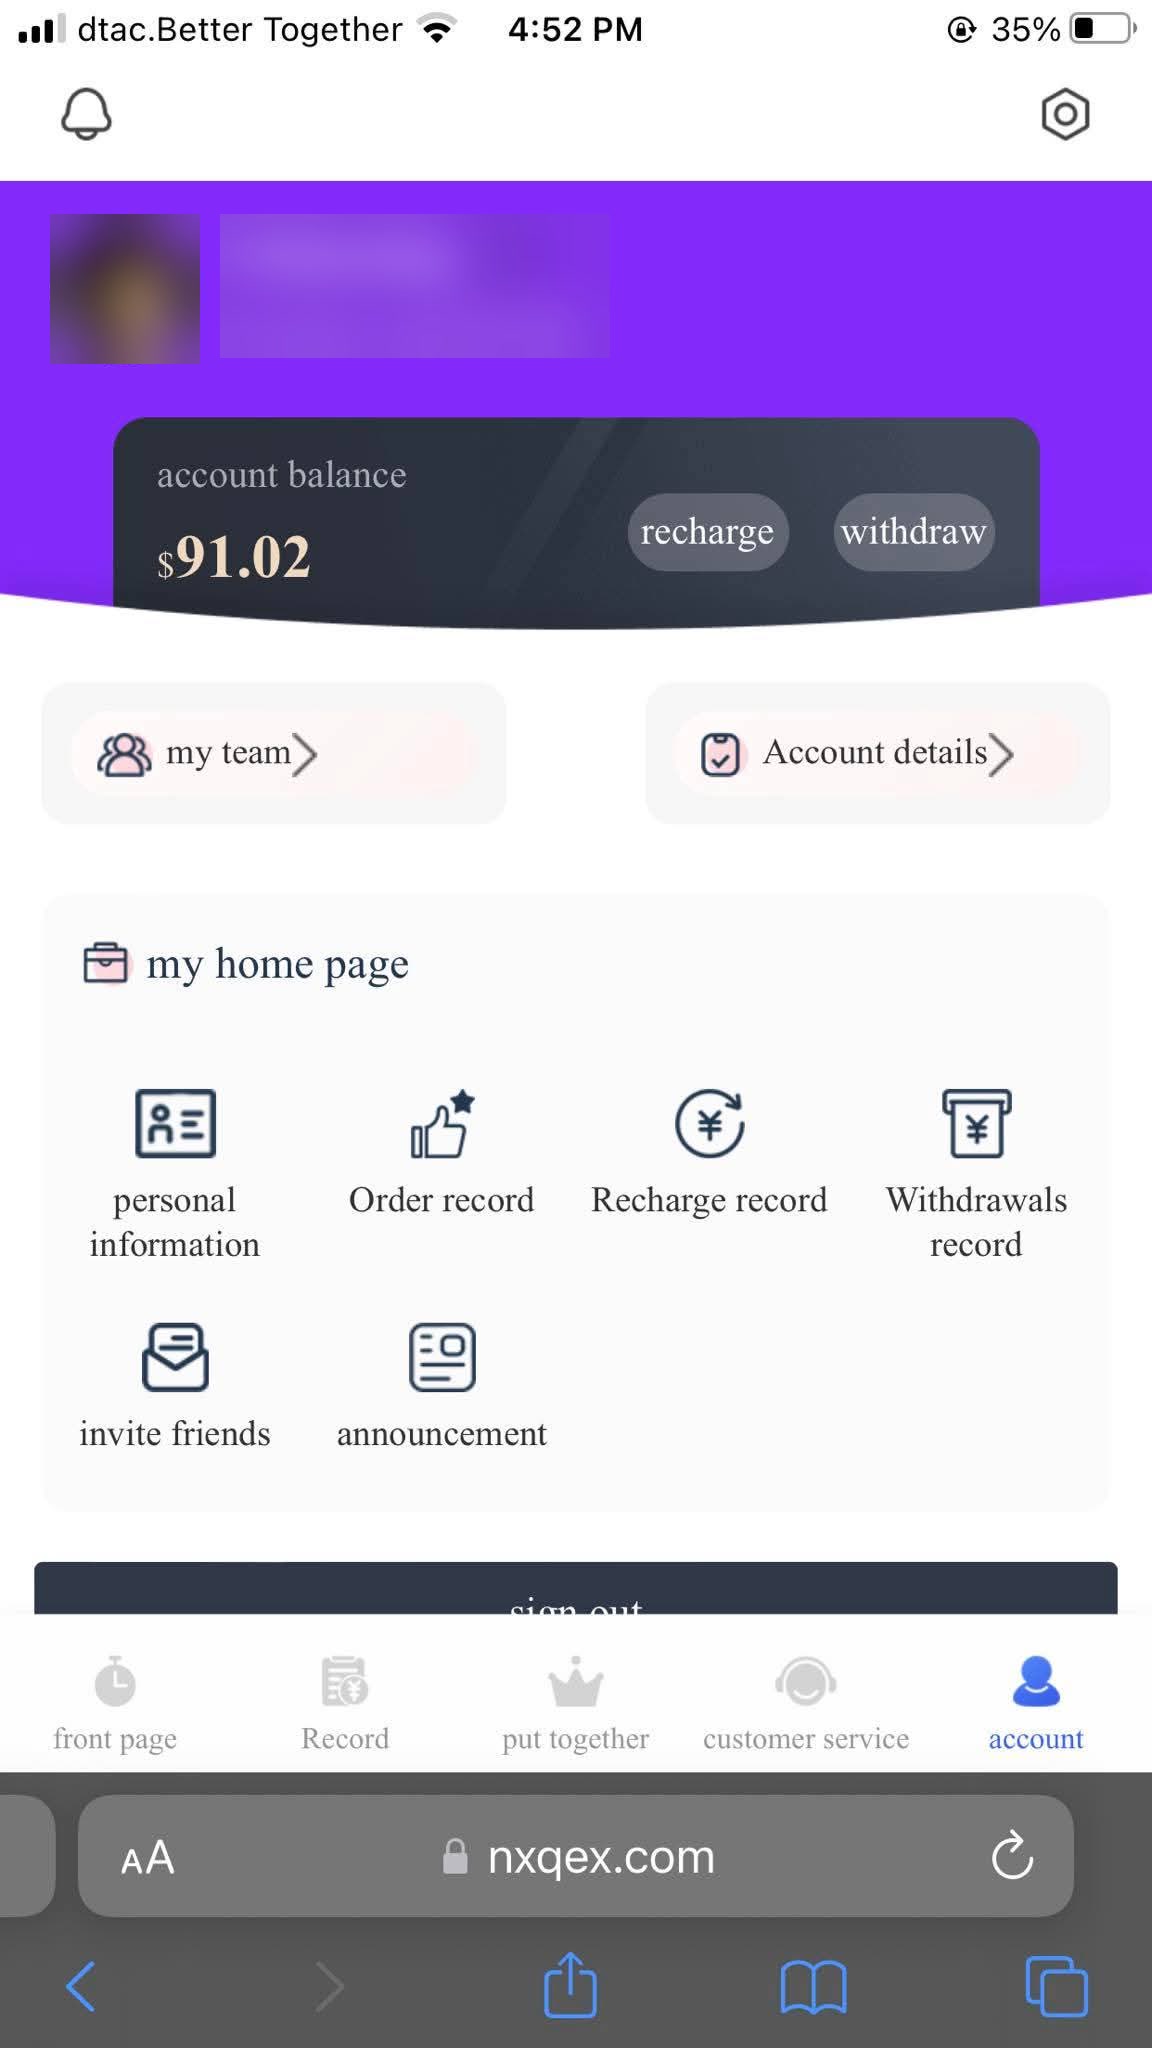 dtac.Better Together 4:52 PM 35%
account balance
$91.02
recharge withdraw
my team Account details
my home page
personal information
Order record
Recharge record
Withdrawals record
invite friends
announcement
sign out
front page Record put together customer service account
AA nxqex.com